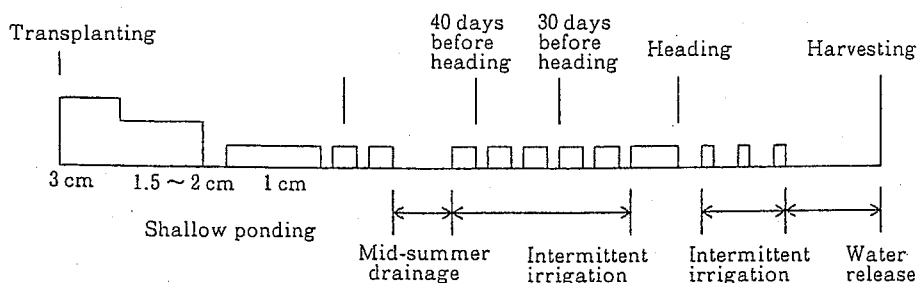 Transplanting
40 days
before
heading
30 days
before
heading
Heading
Harvesting
3 cm
1.5 ~ 2 cm
1 cm
Shallow ponding
Mid-summer
drainage
Intermittent
irrigation
Intermittent
irrigation
Water
release